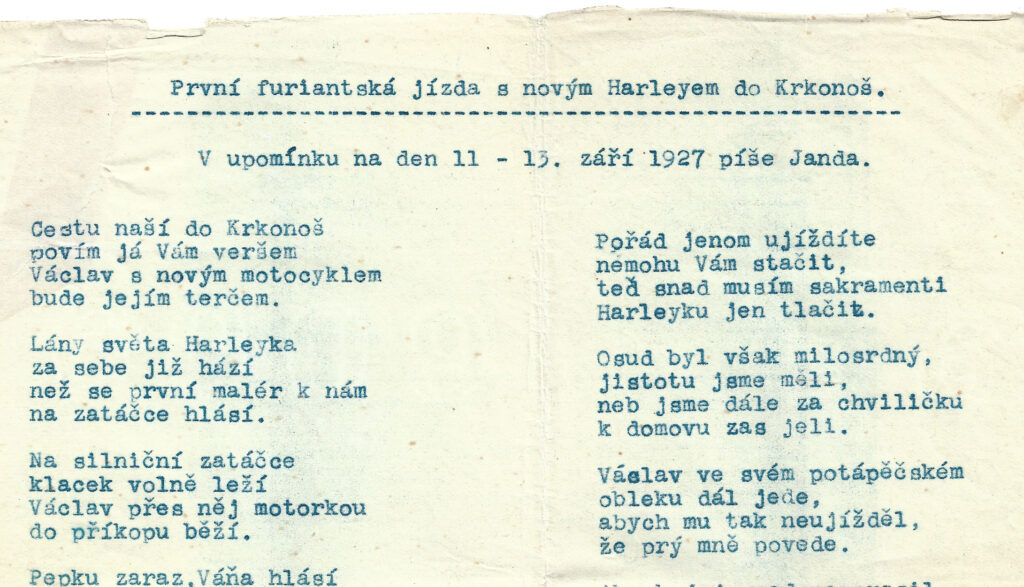 První furiantská jízda s novým Harleyem do Krkonoš.
V upomínku na den 11 - 13. září 1927 píše Janda.
Cestu naší do Krkonoš
povím já Vám veršem
Václav s novým motocyklem
bude jejím terčem.
Lány světa Harleyka
za sebe již hází
než se první malér k nám
na zatáčce hlásí.
Na silniční zatáčce
klacek volně leží
Václav přes něj motorkou
do příkopu běží.
Pepku zaraz,Váňa hlásí
Pořád jenom ujíždíte
nemohu Vám stačit,
teď snad musím sakramenti
Harleyku jen tlačit.
Osud byl však milosrdný,
jistotu jsme měli,
neb jsme dále za chviličku
k domovu zas jeli.
Váslav ve svém potápěčském
obleku dál jede,
abych mu tak neujížděl,
že prý mně povede.